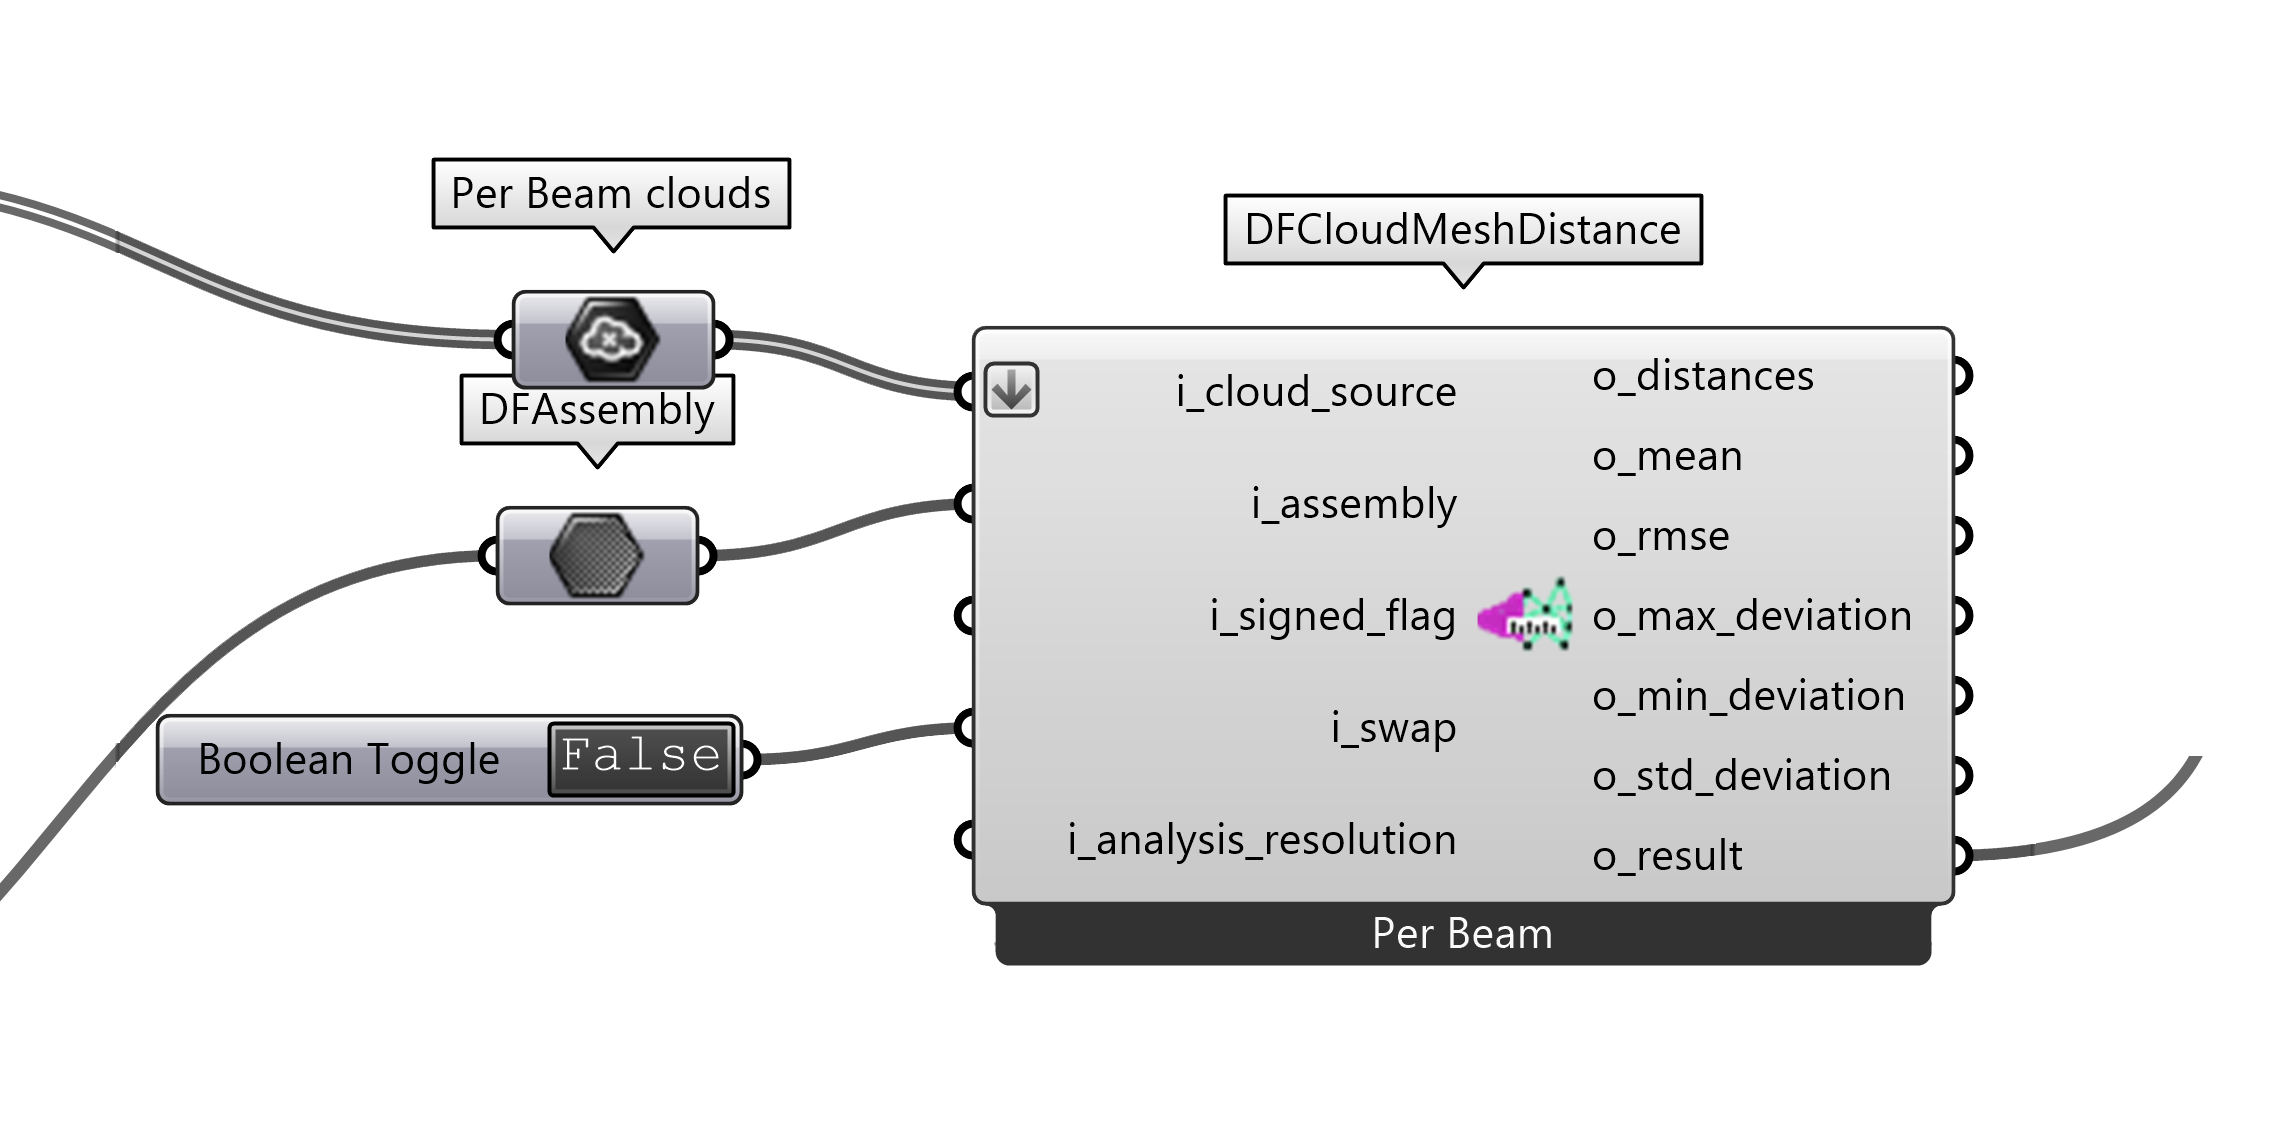 Per Beam clouds
DFCloudMeshDistance
DFAssembly
i_cloud_source
i_assembly
i_signed_flag
i_swap
i_analysis_resolution
o_distances
o_mean
o_rmse
o_max_deviation
o_min_deviation
o_std_deviation
o_result
Boolean Toggle False
Per Beam